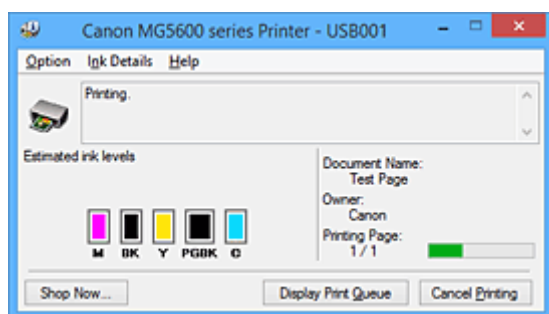 Canon MG5600 series Printer - USB001
Option Ink Details Help
Printing.
Estimated ink levels
Document Name:
Test Page
Owner:
Canon
Printing Page:
1 / 1
M BK Y PGBK C
Shop Now... Display Print Queue Cancel Printing